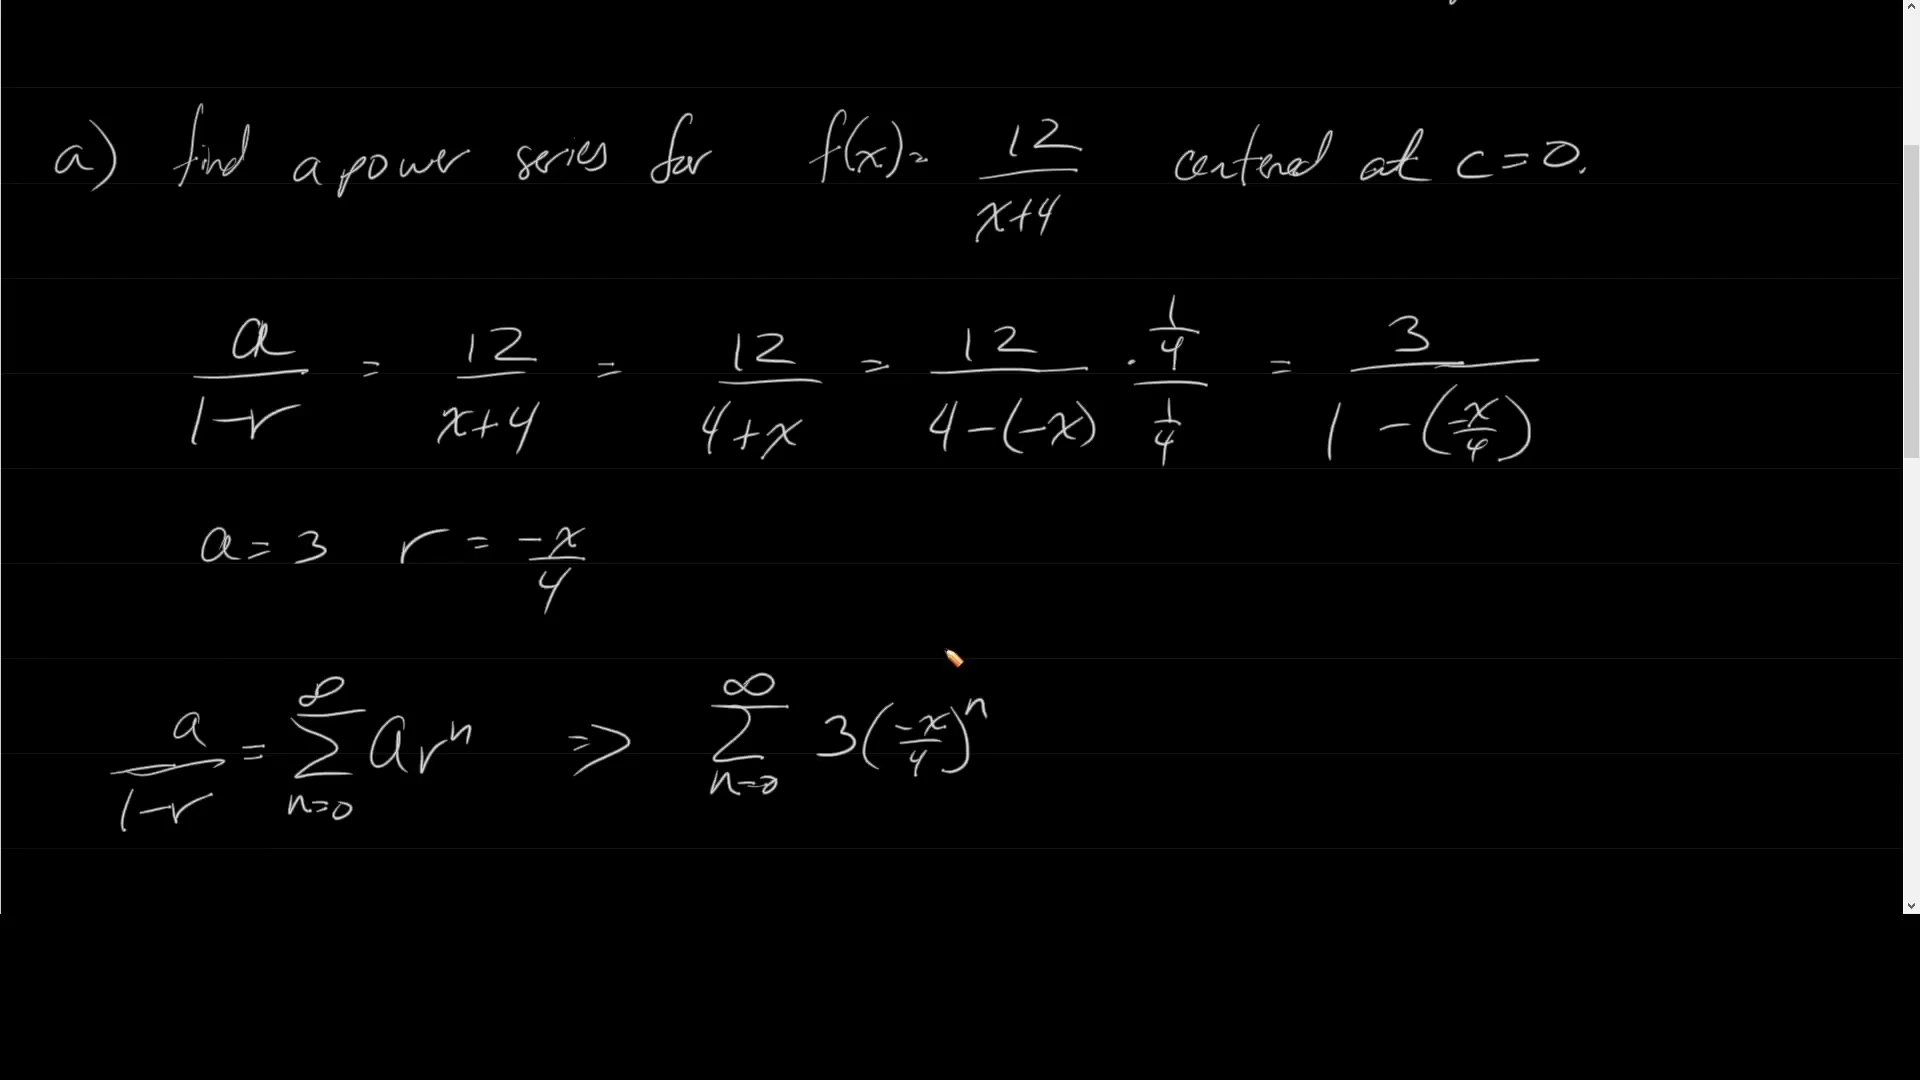 a) find a power series for f(x) = 12/(x+4) centered at c=0.
a/(1-r) = 12/(x+4) = 12/(4+x) = 12/(4-(-x)) · (1/4)/(1/4) = 3/(1-(-x/4))
a = 3 r = -x/4
a/(1-r) = ∑_{n=0}^{∞} ar^n => ∑_{n=0}^{∞} 3(-x/4)^n